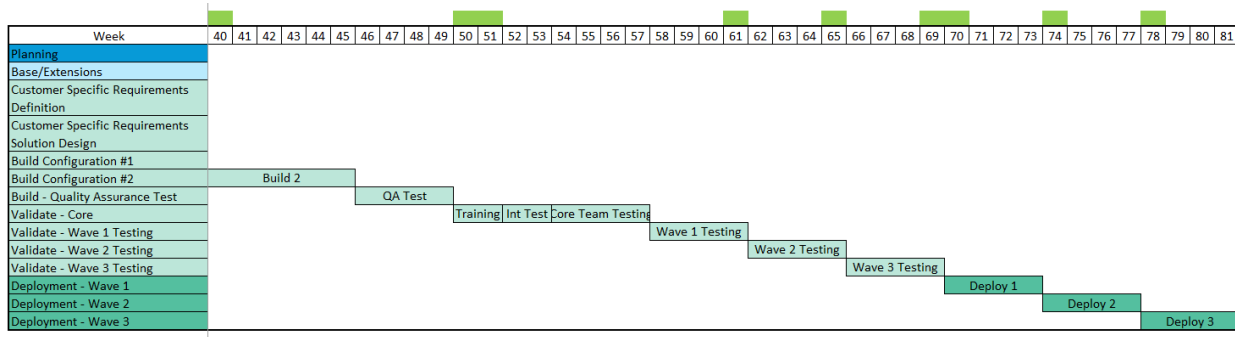 Week 40 41 42 43 44 45 46 47 48 49 50 51 52 53 54 55 56 57 58 59 60 61 62 63 64 65 66 67 68 69 70 71 72 73 74 75 76 77 78 79 80 81
Planning
Base/Extensions
Customer Specific Requirements
Definition
Customer Specific Requirements
Solution Design
Build Configuration #1
Build Configuration #2 Build 2
Build - Quality Assurance Test QA Test
Validate - Core Training Int Test Core Team Testing
Validate - Wave 1 Testing Wave 1 Testing
Validate - Wave 2 Testing Wave 2 Testing
Validate - Wave 3 Testing Wave 3 Testing
Deployment - Wave 1 Deploy 1
Deployment - Wave 2 Deploy 2
Deployment - Wave 3 Deploy 3